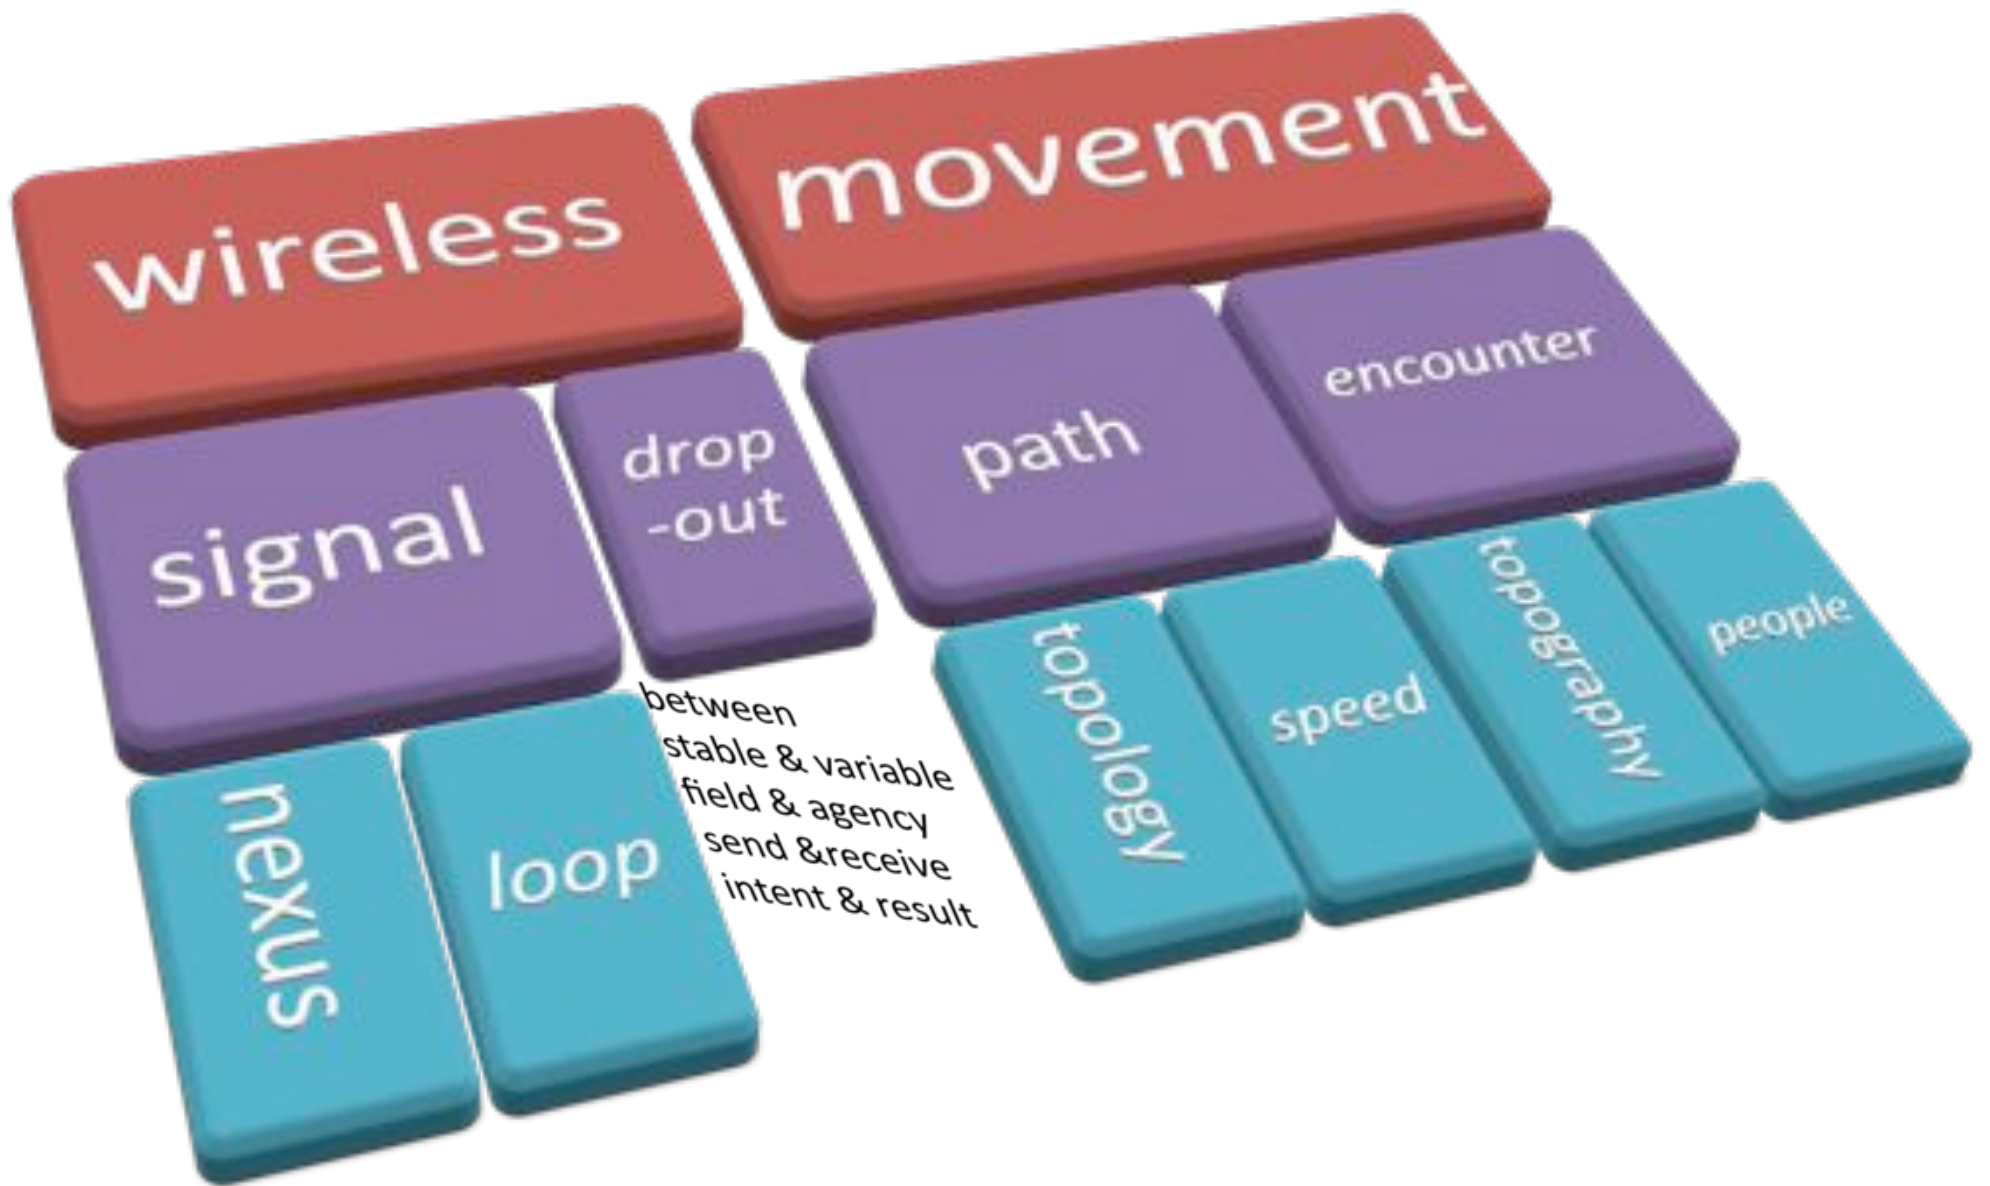 wireless
movement
signal
drop
-out
path
encounter
nexus
loop
between
stable & variable
field & agency
send &receive
intent & result
topology
speed
topography
people